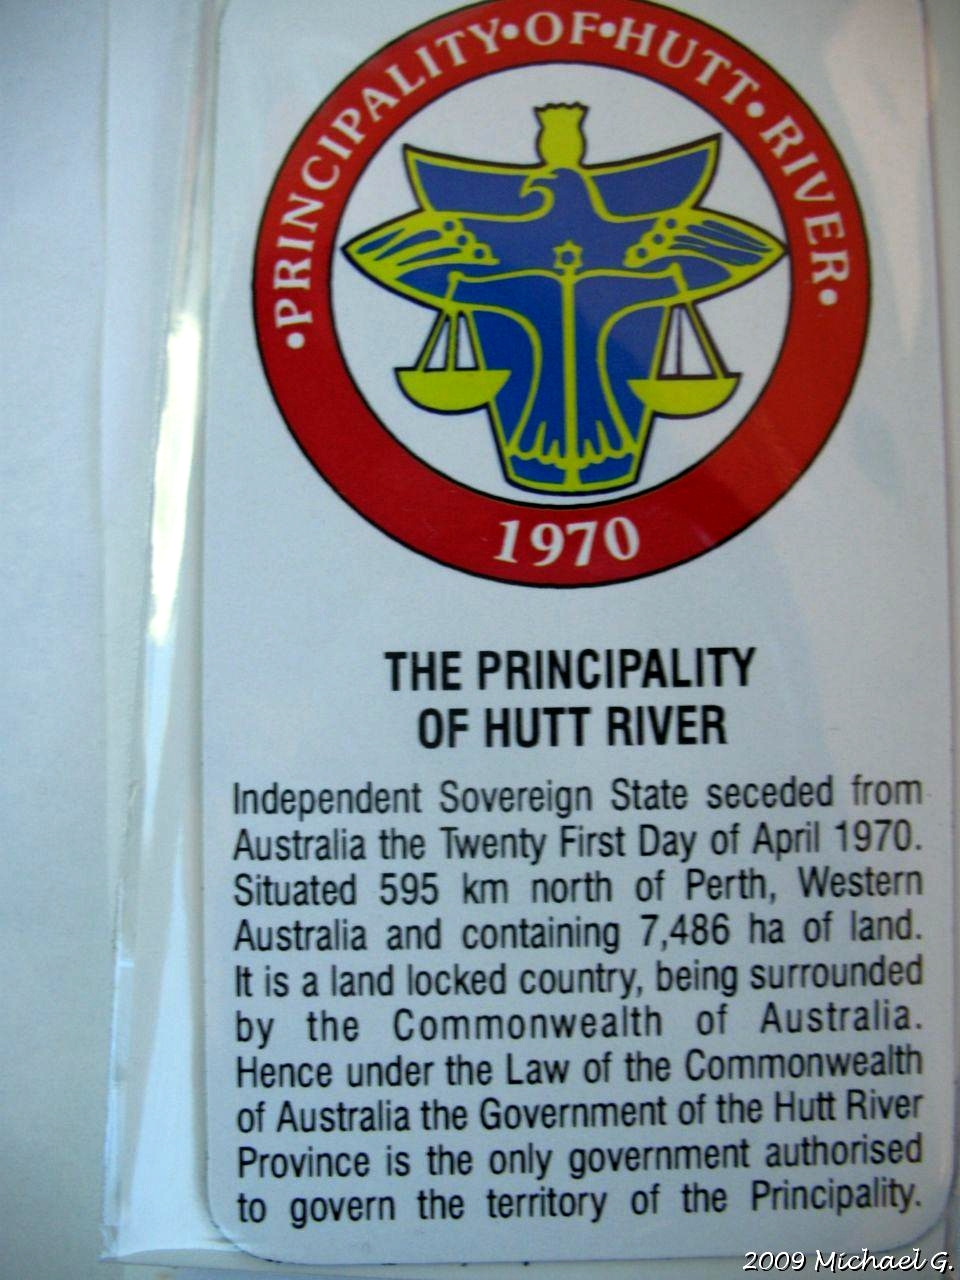 •PRINCIPALITY•OF•HUTT•RIVER•
1970
THE PRINCIPALITY
OF HUTT RIVER
Independent Sovereign State seceded from
Australia the Twenty First Day of April 1970.
Situated 595 km north of Perth, Western
Australia and containing 7,486 ha of land.
It is a land locked country, being surrounded
by the Commonwealth of Australia.
Hence under the Law of the Commonwealth
of Australia the Government of the Hutt River
Province is the only government authorised
to govern the territory of the Principality.
2009 Michael G.